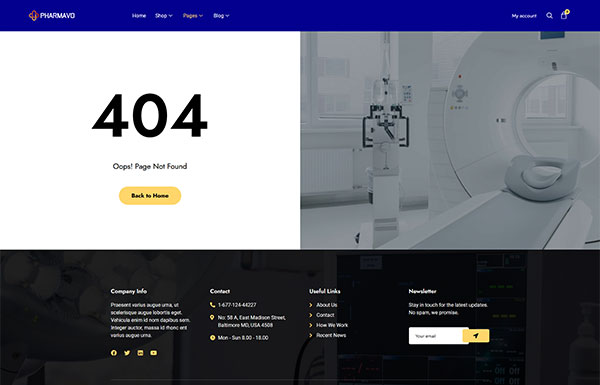 PHARMAVO
Home Shop Pages Blog
My account
404
Oops! Page Not Found
Back to Home
Company Info
Praesent varius augue urna, ut
scelerisque augue lobortis eget.
Vehicula enim id norm dapibus sem.
Integer auctor, massa id rhonc ent
varius augue urna.
Contact
1-677-124-44227
No: 58 A, East Madison Street,
Baltimore MD, USA 4508
Mon - Sun 8.00 - 18.00
Useful Links
About Us
Contact
How We Work
Recent News
Newsletter
Stay in touch for the latest updates.
No spam, we promise.
Your email